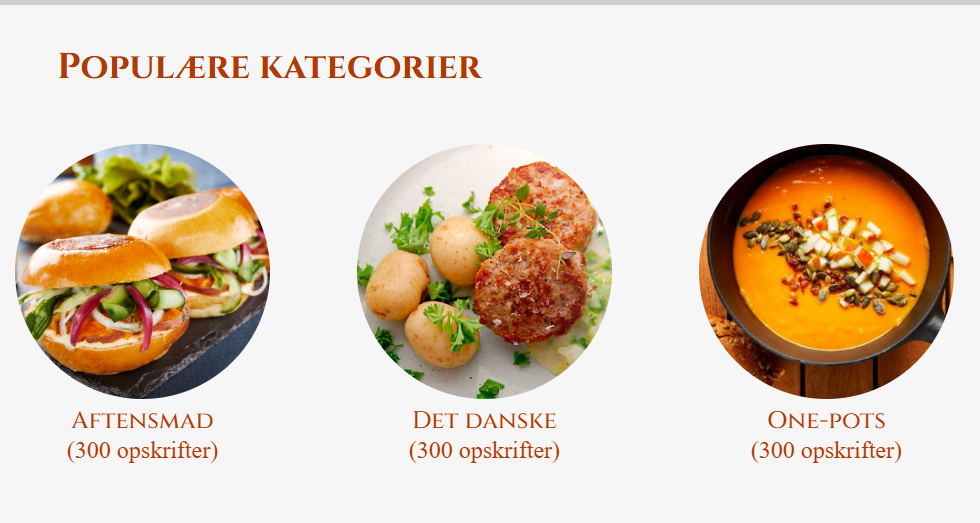 Populære kategorier
Aftensmad
(300 opskrifter)
Det danske
(300 opskrifter)
One-pots
(300 opskrifter)